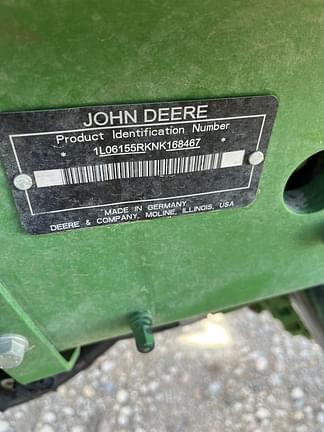 JOHN DEERE
Product Identification Number
* 1L06155RKNK168467 *
MADE IN GERMANY
DEERE & COMPANY, MOLINE, ILLINOIS, USA